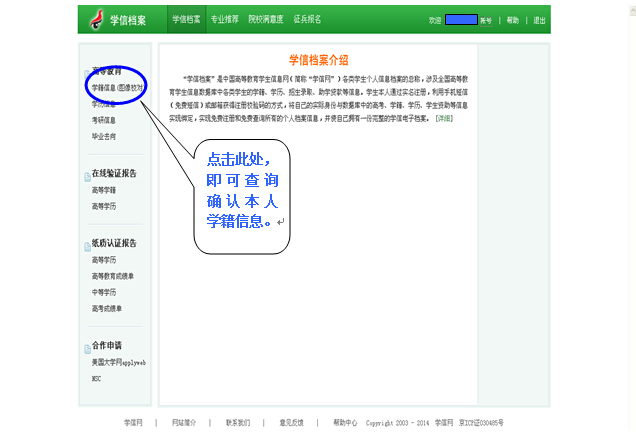 学信档案
学信档案 专业推荐 院校满意度 征兵报名
欢迎 账号 | 帮助 | 退出
高等教育
学籍信息(图像校对
学历信息
考研信息
毕业去向
在线验证报告
高等学籍
高等学历
纸质认证报告
高等学历
高等教育成绩单
中等学历
高考成绩单
合作申请
美国大学网applyweb
NSC
学信档案介绍
“学信档案”是中国高等教育学生信息网(简称“学信网”)各类学生个人信息档案的总称，涉及全国高等教
育学生信息数据库中各类学生的学籍、学历、招生录取、助学贷款等信息。学生本人通过实名注册，利用手机短信
(免费短信)或邮箱获得注册校验码的方式，将自己的实际身份与数据库中的高考、学籍、学历、学生资助等信息
实现绑定，实现免费注册和免费查询所有的个人档案信息，并使自己拥有一份完整的学信电子档案。 [详细]
点击此处，
即可查询
确认本人
学籍信息。
学信网 | 网站简介 | 联系我们 | 意见反馈 | 帮助中心 Copyright 2003 - 2014 学信网 京ICP证030485号